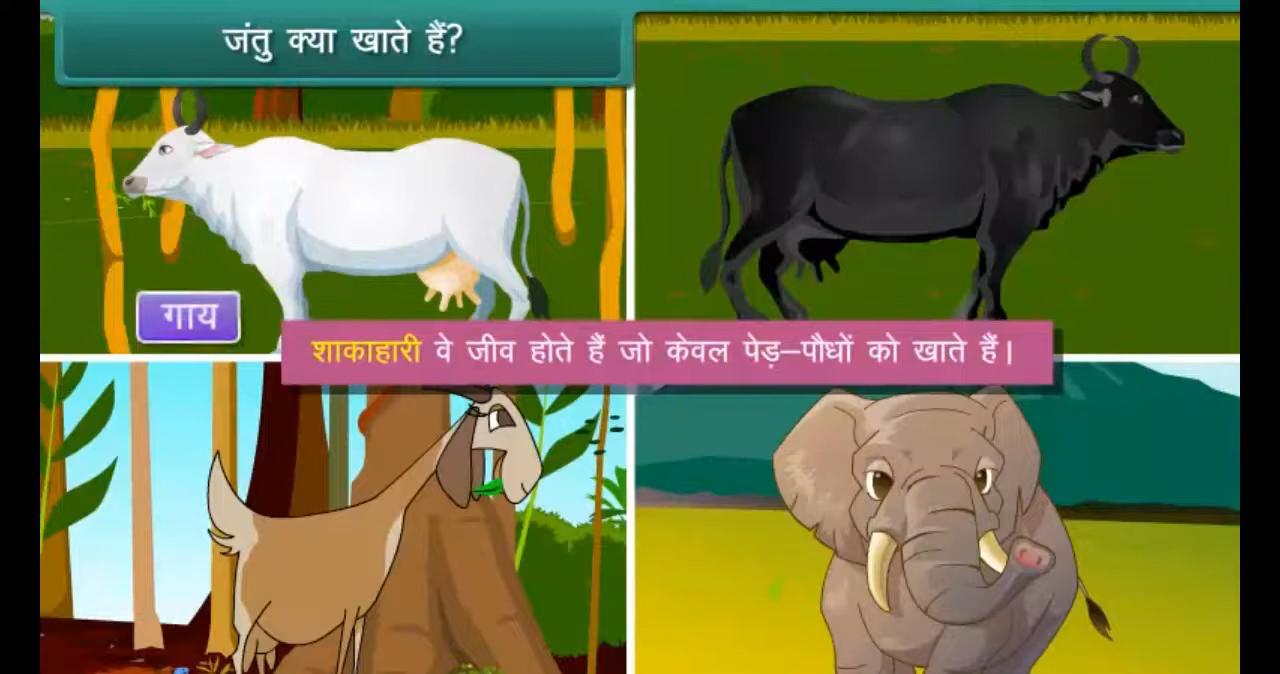 जंतु क्या खाते हैं?
गाय
शाकाहारी वे जीव होते हैं जो केवल पेड़–पौधों को खाते हैं।